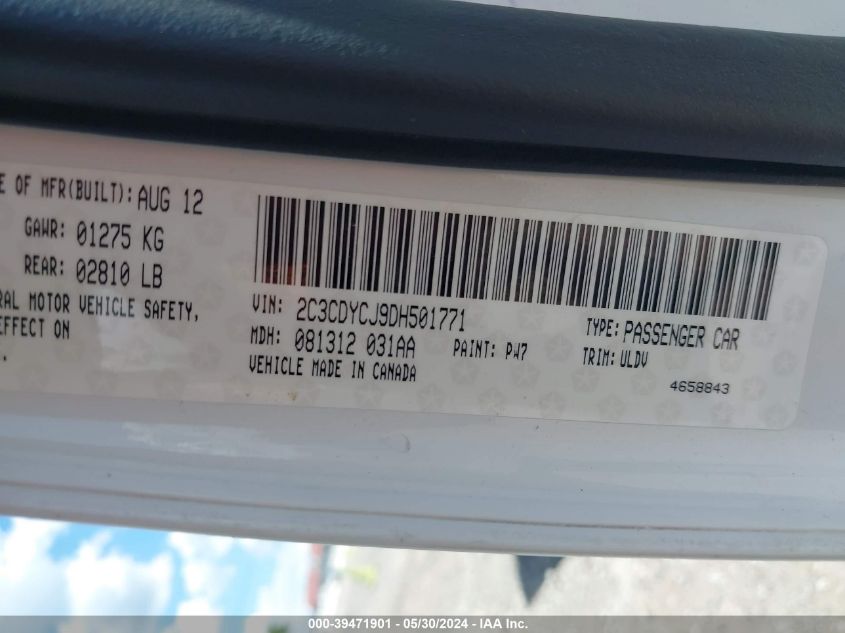 E OF MFR(BUILT): AUG 12
GAWR: 01275 KG
REAR: 02810 LB
RAL MOTOR VEHICLE SAFETY,
EFFECT ON
VIN: 2C3CDYCJ9DH501771
MDH: 081312 031AA PAINT: PW7
VEHICLE MADE IN CANADA
TYPE: PASSENGER CAR
TRIM: ULDV
4658843
000-39471901 - 05/30/2024 - IAA Inc.